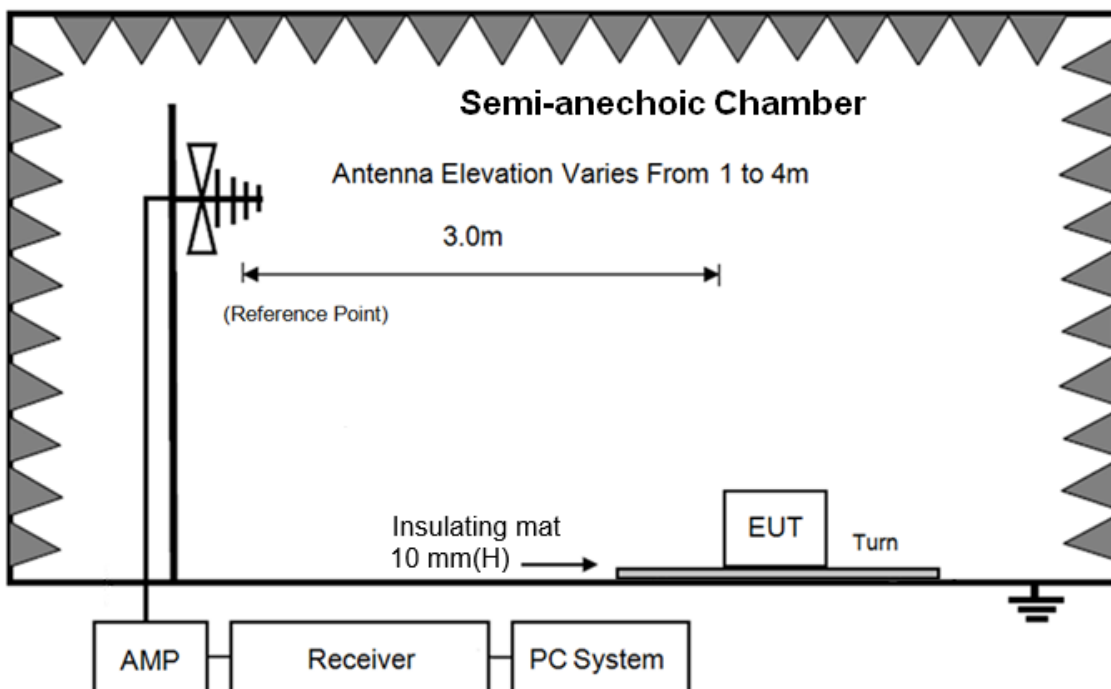 Semi-anechoic Chamber
Antenna Elevation Varies From 1 to 4m
3.0m
(Reference Point)
Insulating mat
10 mm(H)
EUT
Turn
AMP
Receiver
PC System